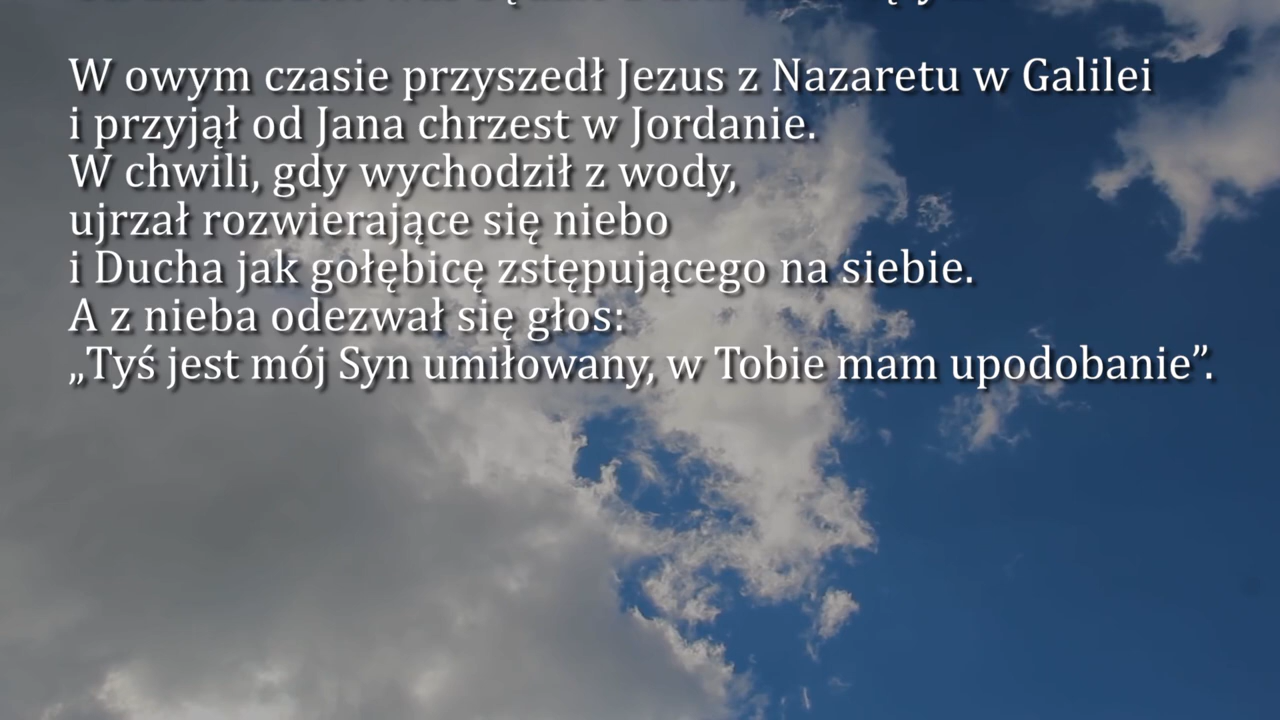 W owym czasie przyszedł Jezus z Nazaretu w Galilei
i przyjął od Jana chrzest w Jordanie.
W chwili, gdy wychodził z wody,
ujrzał rozwierające się niebo
i Ducha jak gołębicę zstępującego na siebie.
A z nieba odezwał się głos:
„Tyś jest mój Syn umiłowany, w Tobie mam upodobanie”.